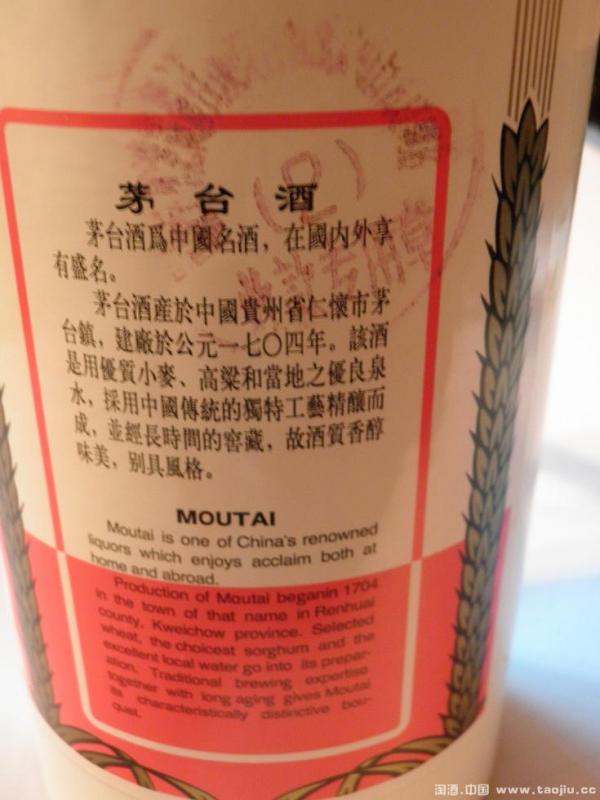 茅台酒
茅台酒爲中國名酒，在國内外享
有盛名。
茅台酒産於中國貴州省仁懷市茅
台鎮，建廠於公元一七〇四年。該酒
是用優質小麥、高粱和當地之優良泉
水，採用中國傳統的獨特工藝精釀而
成，並經長時間的窖藏，故酒質香醇
味美，别具風格。
MOUTAI
Moutai is one of China's renowned
liquors which enjoys acclaim both at
home and abroad.
Production of Moutai beganin 1704
in the town of that name in Renhuai
county, Kweichow province. Selected
wheat, the choicest sorghum and the
excellent local water go into its prepar-
ation. Traditional brewing expertise
together with long aging gives Moutai
its characteristically distinctive bou-
quet.
淘酒.中国 www.taojiu.cc